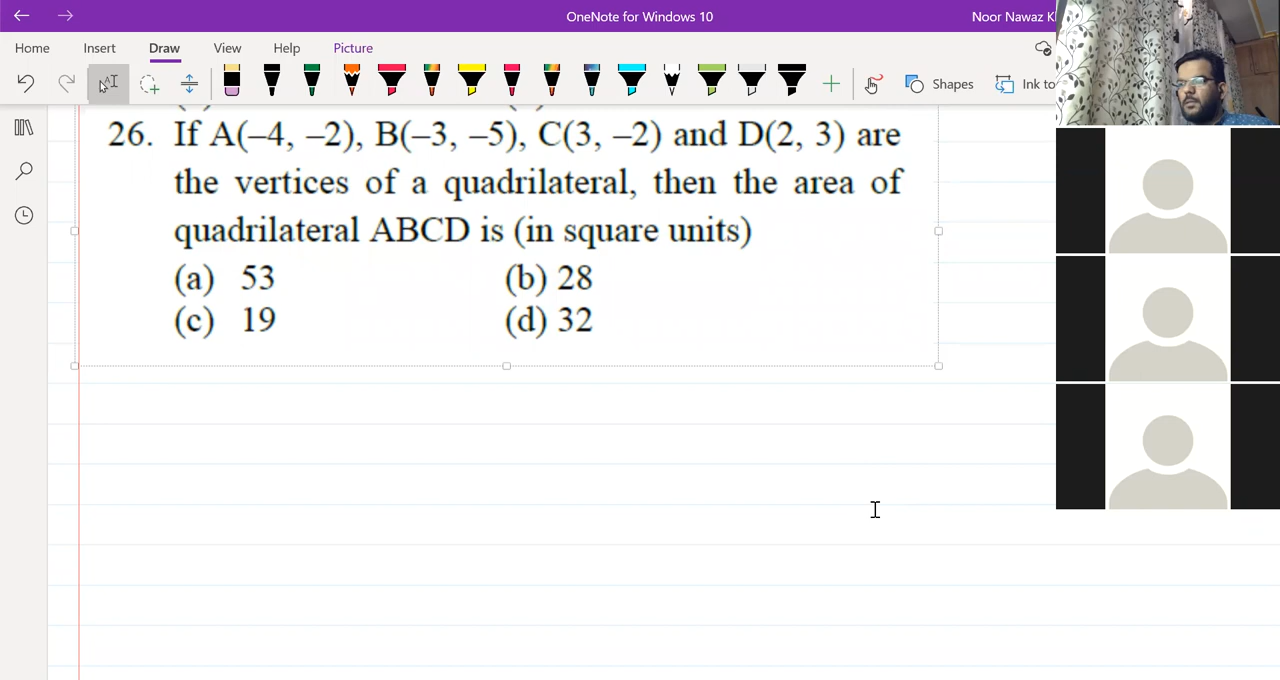 OneNote for Windows 10
Noor Nawaz K
Home Insert Draw View Help Picture
Shapes Ink to
26. If A(–4, –2), B(–3, –5), C(3, –2) and D(2, 3) are
the vertices of a quadrilateral, then the area of
quadrilateral ABCD is (in square units)
(a) 53 (b) 28
(c) 19 (d) 32